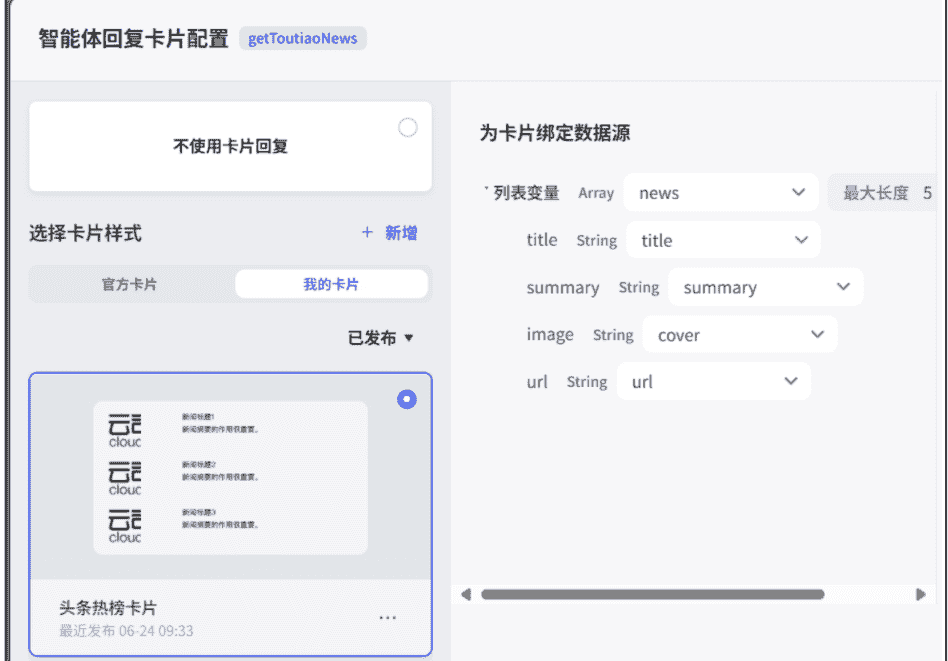 智能体回复卡片配置 getToutiaoNews
不使用卡片回复
选择卡片样式 + 新增
官方卡片 我的卡片
已发布
cloud
新闻标题1
新闻摘要的作用很重要。
cloud
新闻标题2
新闻摘要的作用很重要。
cloud
新闻标题3
新闻摘要的作用很重要。
头条热榜卡片
最近发布 06-24 09:33
...
为卡片绑定数据源
列表变量 Array news 最大长度 5
title String title
summary String summary
image String cover
url String url